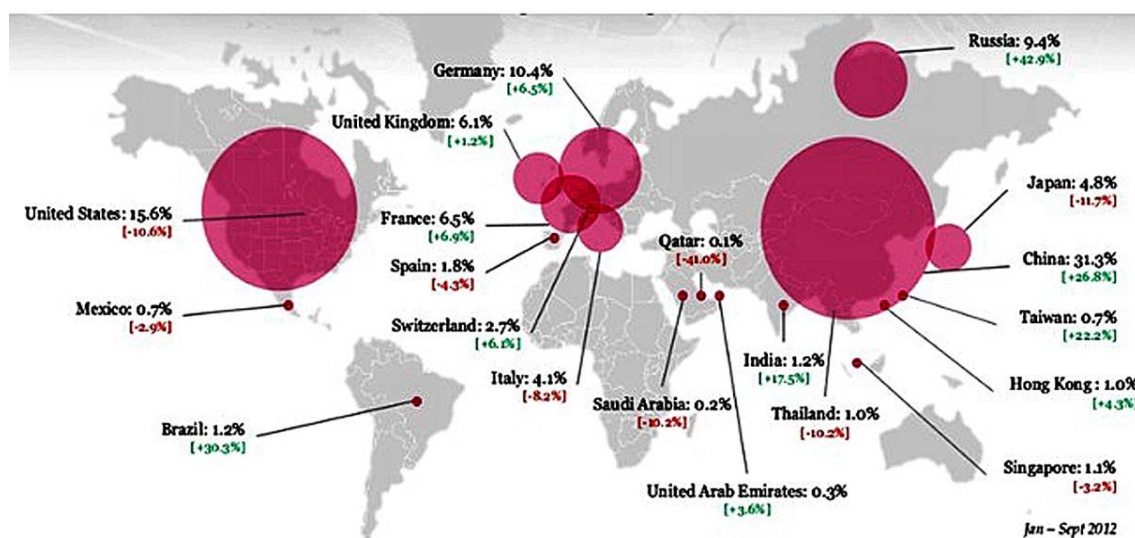 Russia: 9.4%
[+42.9%]
Germany: 10.4%
[+6.5%]
United Kingdom: 6.1%
[+1.2%]
Japan: 4.8%
[-11.7%]
United States: 15.6%
[-10.6%]
France: 6.5%
[+6.9%]
Qatar: 0.1%
[-41.0%]
China: 31.3%
[+26.8%]
Spain: 1.8%
[-4.3%]
Mexico: 0.7%
[-2.9%]
Switzerland: 2.7%
[+6.1%]
Taiwan: 0.7%
[+22.2%]
India: 1.2%
[+17.5%]
Italy: 4.1%
[-8.2%]
Hong Kong : 1.0%
[+4.3%]
Saudi Arabia: 0.2%
[-10.2%]
Thailand: 1.0%
[-10.2%]
Brazil: 1.2%
[+30.3%]
Singapore: 1.1%
[-3.2%]
United Arab Emirates: 0.3%
[+3.6%]
Jan – Sept 2012